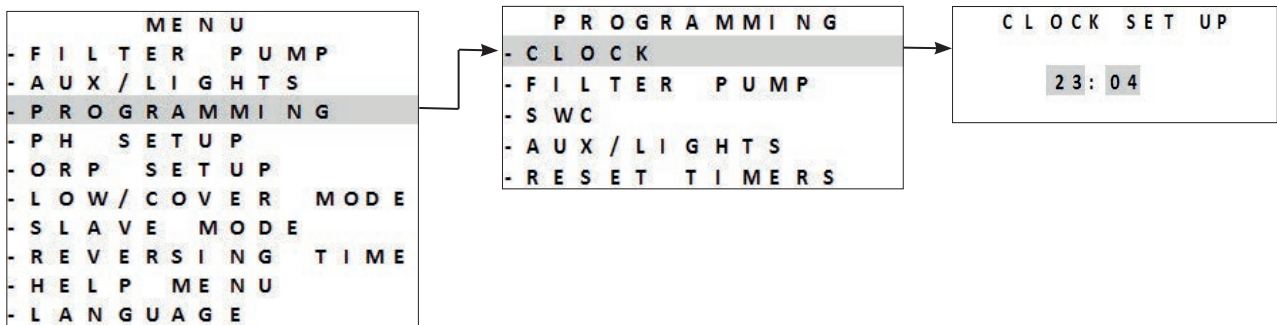 MENU
-FILTER PUMP
-AUX/LIGHTS
-PROGRAMMING
-PH SETUP
-ORP SETUP
-LOW/COVER MODE
-SLAVE MODE
-REVERSING TIME
-HELP MENU
-LANGUAGE
PROGRAMMING
-CLOCK
-FILTER PUMP
-SWC
-AUX/LIGHTS
-RESET TIMERS
CLOCK SET UP
23:04